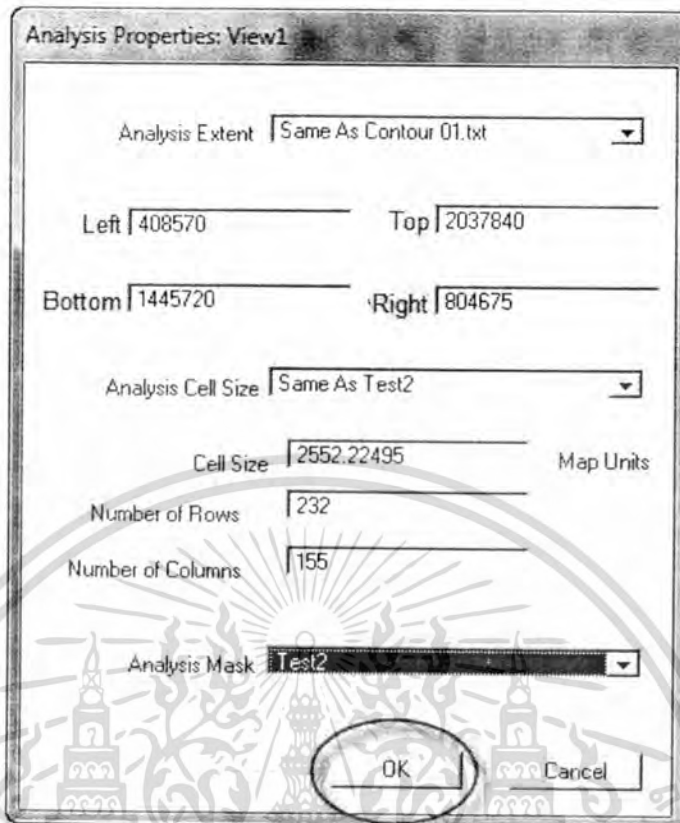 Analysis Properties: View1
Analysis Extent Same As Contour 01.txt
Left 408570 Top 2037840
Bottom 1445720 Right 804675
Analysis Cell Size Same As Test2
Cell Size 2552.22495 Map Units
Number of Rows 232
Number of Columns 155
Analysis Mask Test2
OK Cancel